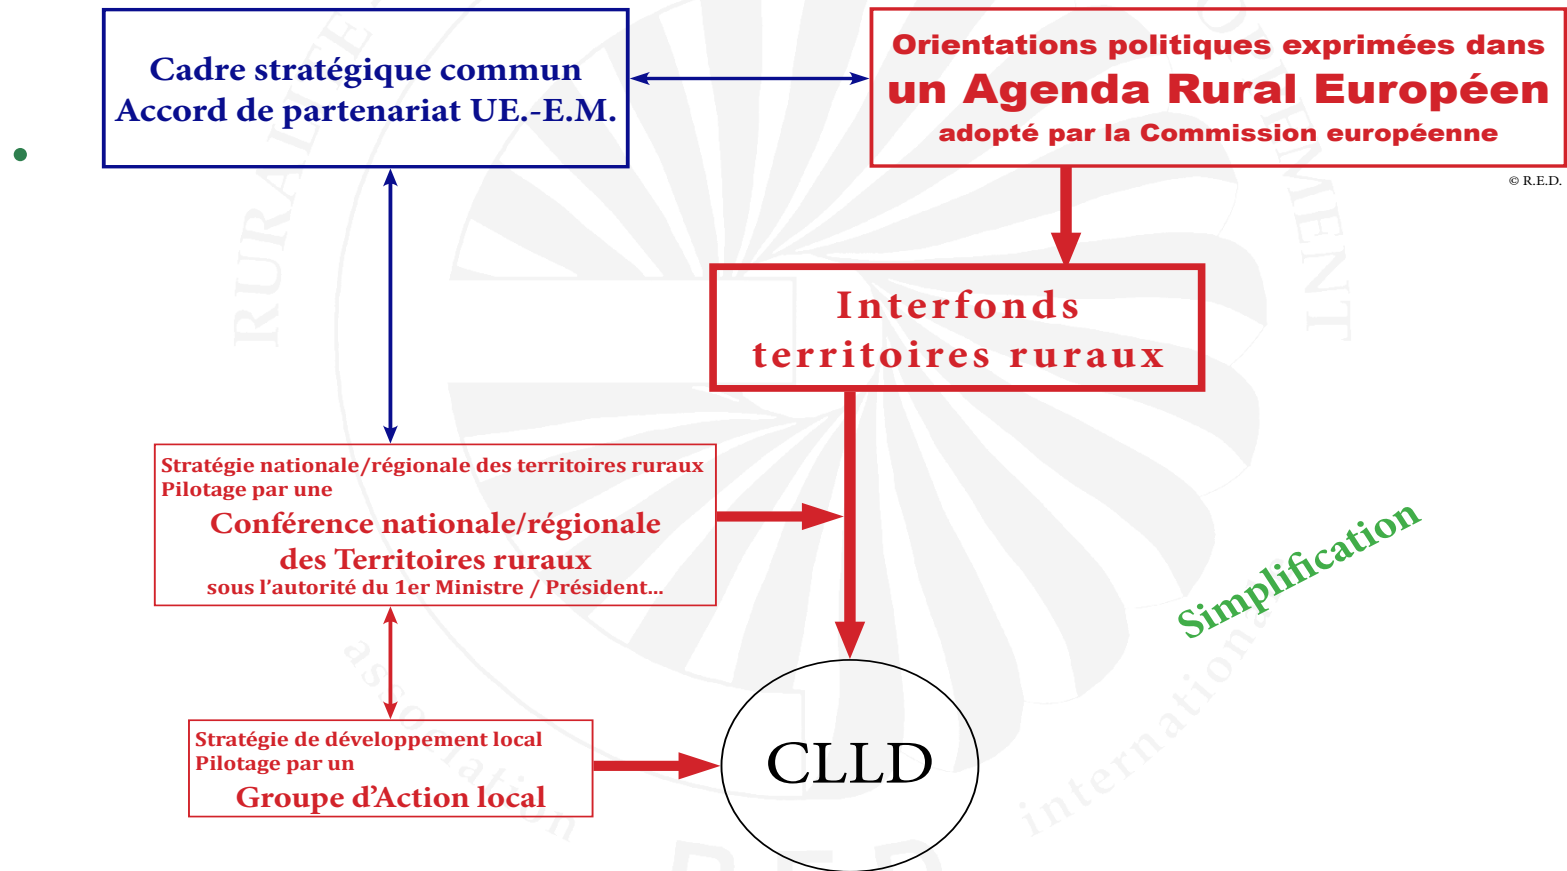 Cadre stratégique commun
Accord de partenariat UE.-E.M.
Orientations politiques exprimées dans
un Agenda Rural Européen
adopté par la Commission européenne
© R.E.D.
Interfonds
territoires ruraux
Stratégie nationale/régionale des territoires ruraux
Pilotage par une
Conférence nationale/régionale
des Territoires ruraux
sous l'autorité du 1er Ministre / Président...
Simplification
Stratégie de développement local
Pilotage par un
Groupe d'Action local
CLLD
association
international